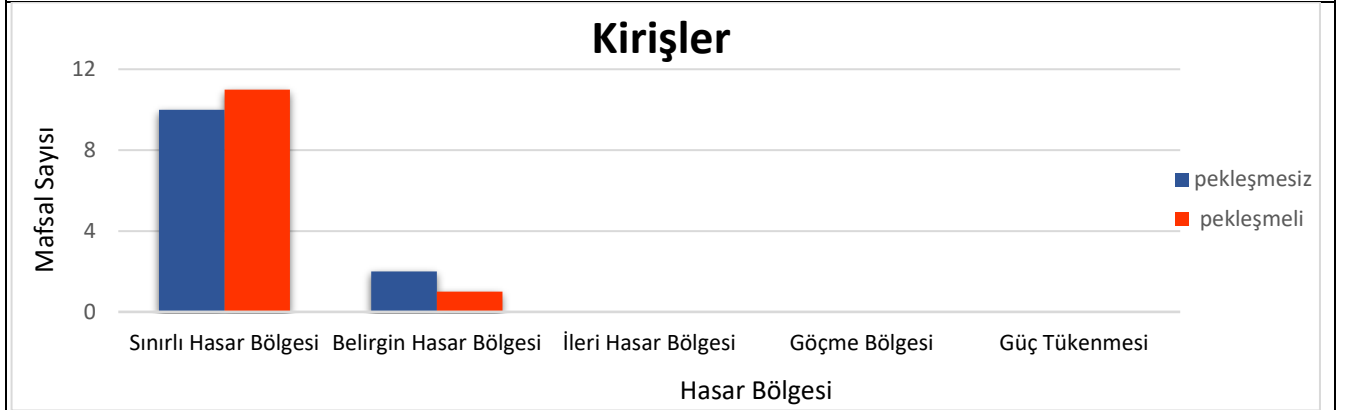 Kirişler
12
8
4
0
Mafsal Sayısı
Sınırlı Hasar Bölgesi Belirgin Hasar Bölgesi İleri Hasar Bölgesi Göçme Bölgesi Güç Tükenmesi
Hasar Bölgesi
pekleşmesiz
pekleşmeli